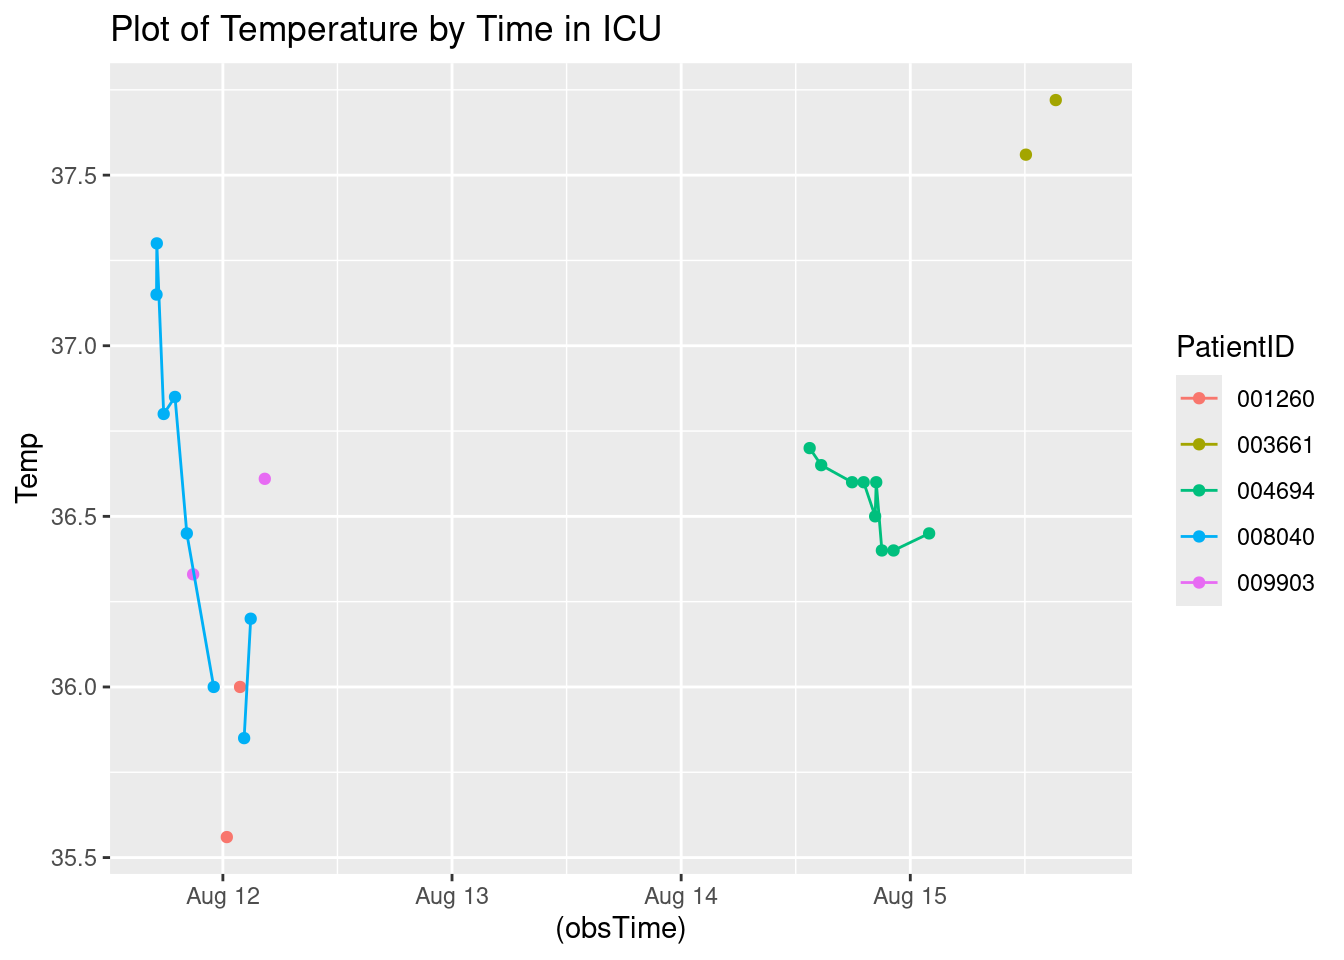 Plot of Temperature by Time in ICU
37.5
37.0
36.5
36.0
35.5
Temp
Aug 12 Aug 13 Aug 14 Aug 15
(obsTime)
PatientID
001260
003661
004694
008040
009903